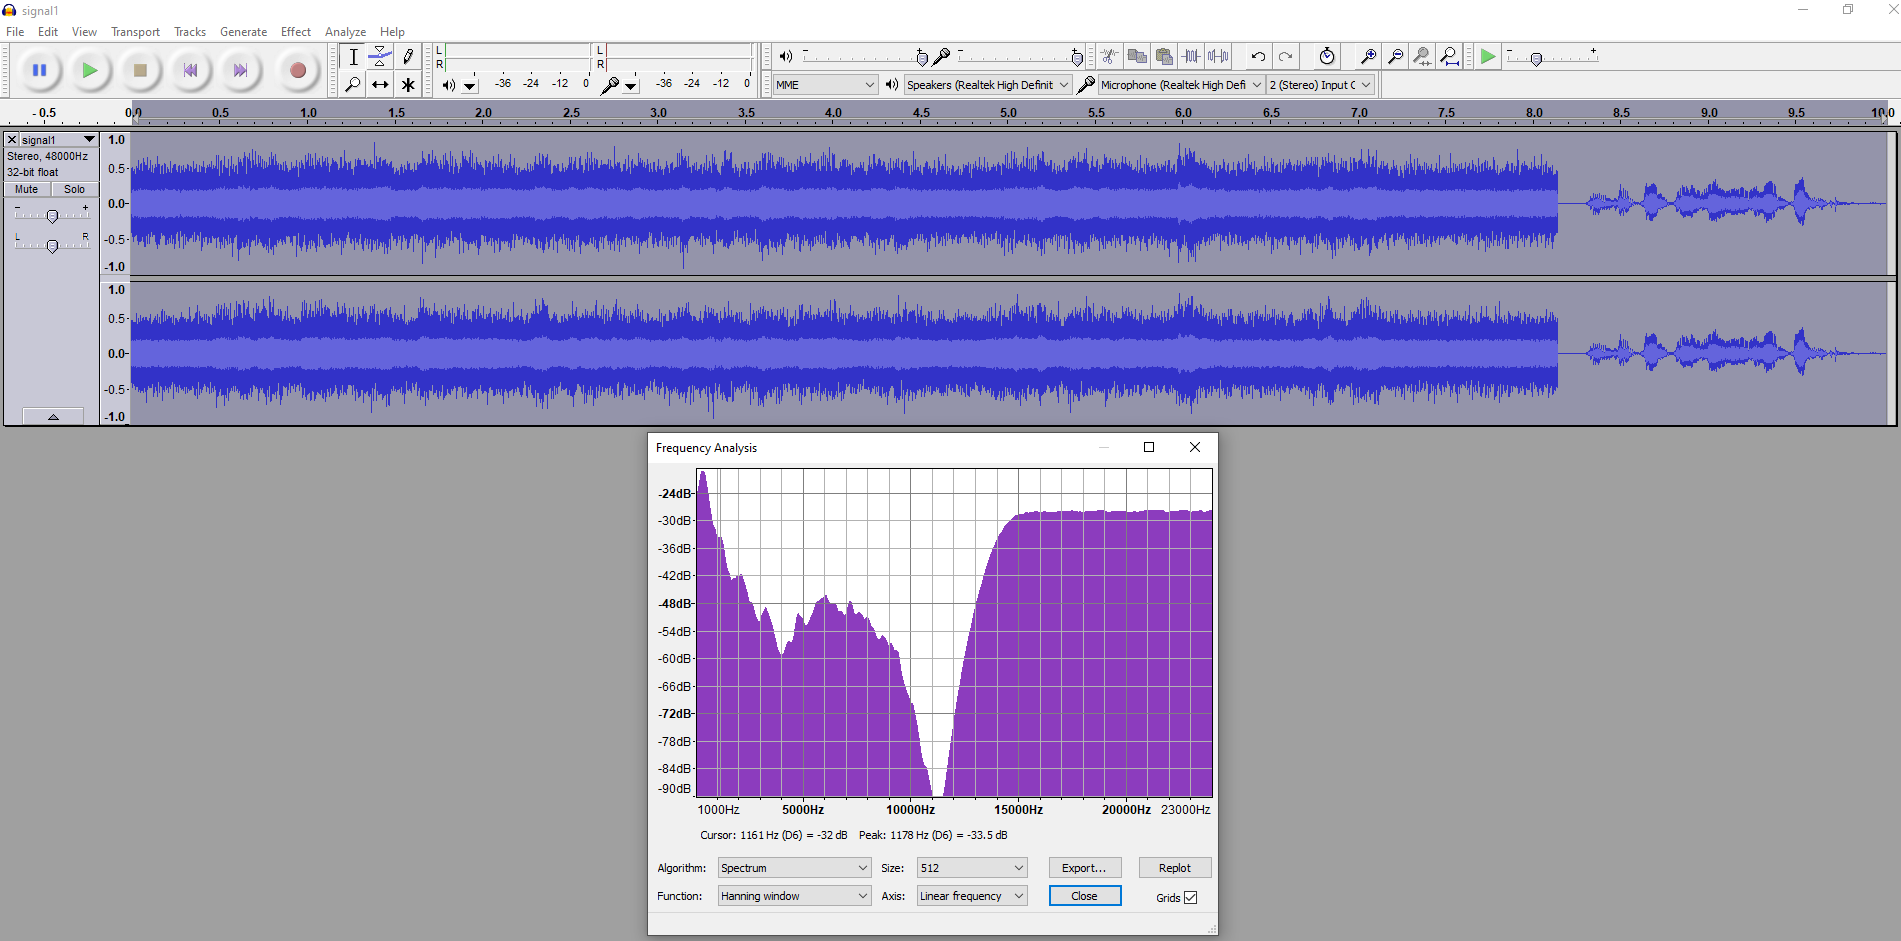 signal1
File Edit View Transport Tracks Generate Effect Analyze Help
L
R
-36 -24 -12 0
L
R
-36 -24 -12 0
MME
Speakers (Realtek High Definit
Microphone (Realtek High Defi
2 (Stereo) Input C
-0.5 0.0 0.5 1.0 1.5 2.0 2.5 3.0 3.5 4.0 4.5 5.0 5.5 6.0 6.5 7.0 7.5 8.0 8.5 9.0 9.5 10.0
signal1
Stereo, 48000Hz
32-bit float
Mute Solo
- +
L R
1.0
0.5
0.0
-0.5
-1.0
1.0
0.5
0.0
-0.5
-1.0
Frequency Analysis
-24dB
-30dB
-36dB
-42dB
-48dB
-54dB
-60dB
-66dB
-72dB
-78dB
-84dB
-90dB
1000Hz 5000Hz 10000Hz 15000Hz 20000Hz 23000Hz
Cursor: 1161 Hz (D6) = -32 dB Peak: 1178 Hz (D6) = -33.5 dB
Algorithm: Spectrum Size: 512 Export... Replot
Function: Hanning window Axis: Linear frequency Close Grids